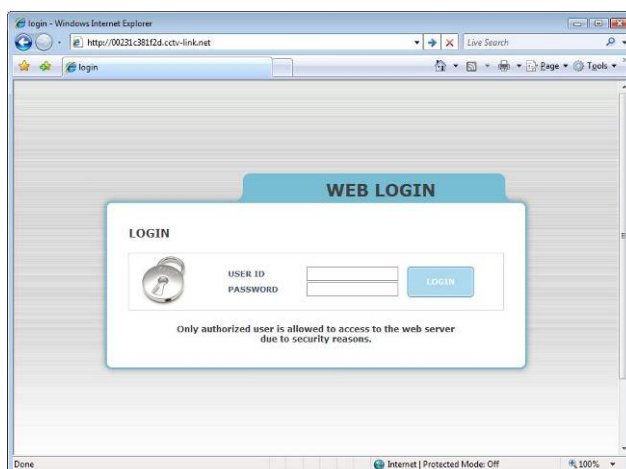 login - Windows Internet Explorer
http://00231c381f2d.cctv-link.net
Live Search
login
Page
Tools
WEB LOGIN
LOGIN
USER ID
PASSWORD
LOGIN
Only authorized user is allowed to access to the web server
due to security reasons.
Done
Internet | Protected Mode: Off
100%